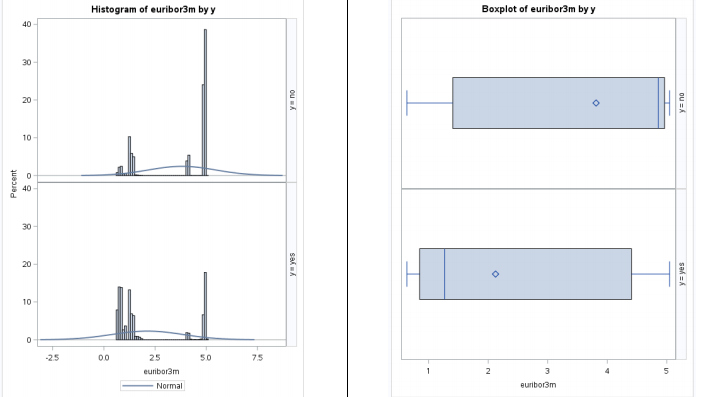 Histogram of euribor3m by y
40
30
20
10
0
y = no
Percent
40
30
20
10
0
y = yes
-2.5 0.0 2.5 5.0 7.5
euribor3m
Normal
Boxplot of euribor3m by y
y = no
y = yes
1 2 3 4 5
euribor3m